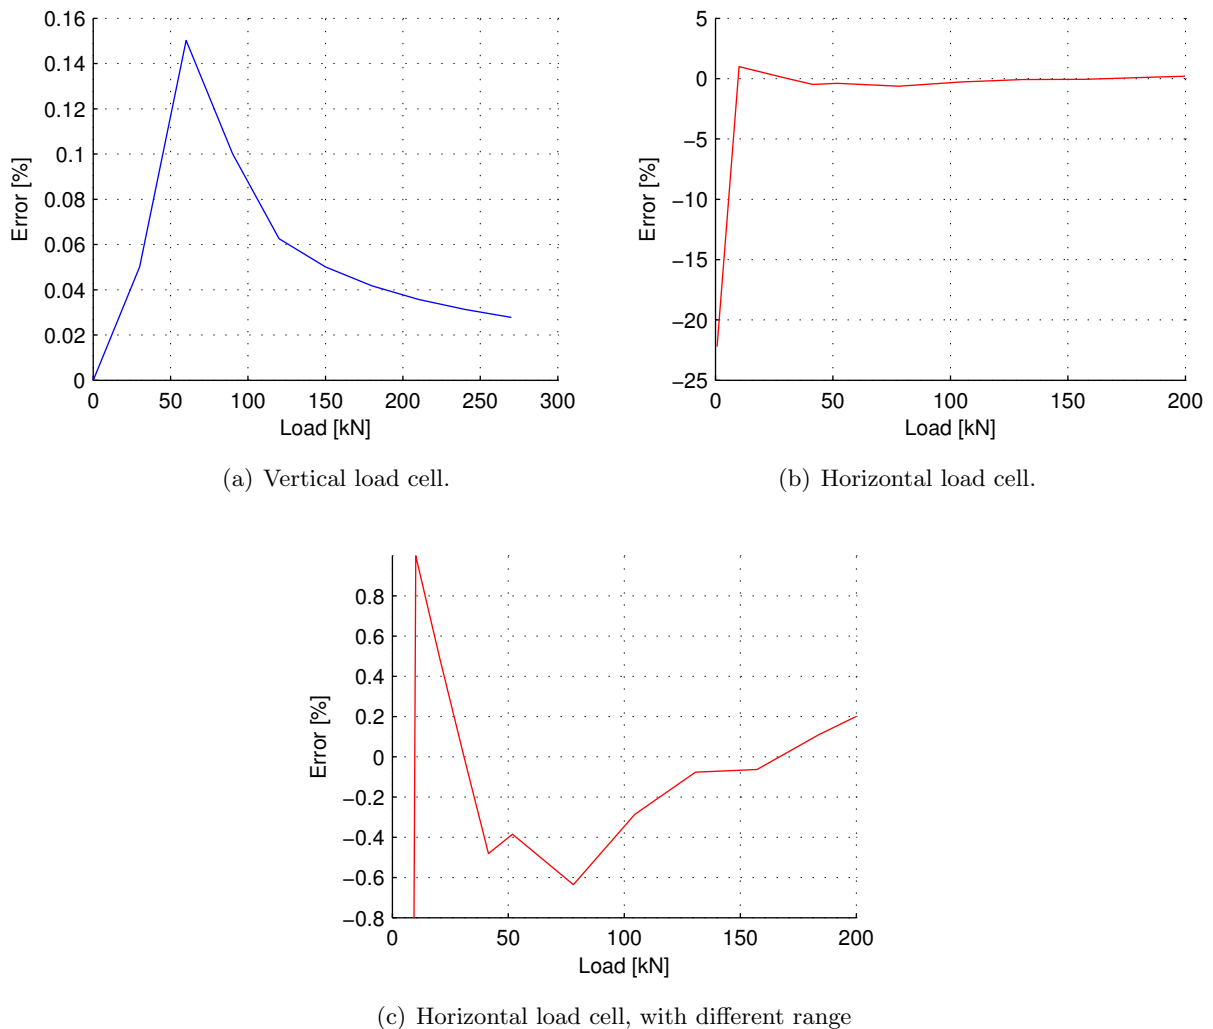 0.16
0.14
0.12
0.1
0.08
0.06
0.04
0.02
0
Error [%]
0 50 100 150 200 250 300
Load [kN]
(a) Vertical load cell.
5
0
−5
−10
−15
−20
−25
Error [%]
0 50 100 150 200
Load [kN]
(b) Horizontal load cell.
0.8
0.6
0.4
0.2
0
−0.2
−0.4
−0.6
−0.8
Error [%]
0 50 100 150 200
Load [kN]
(c) Horizontal load cell, with different range